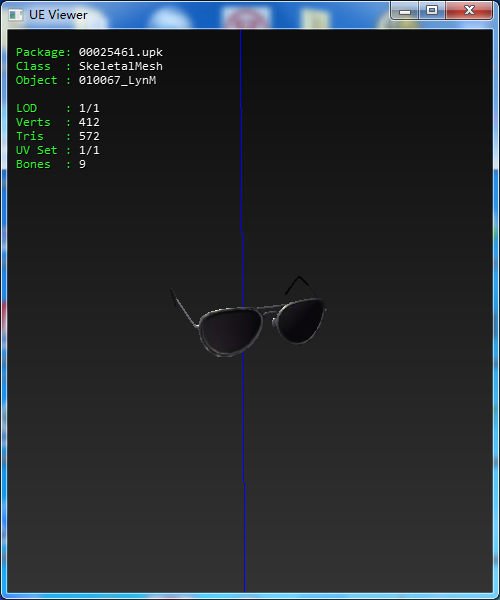 UE Viewer
Package: 00025461.upk
Class : SkeletalMesh
Object : 010067_LynM
LOD : 1/1
Verts : 412
Tris : 572
UV Set : 1/1
Bones : 9